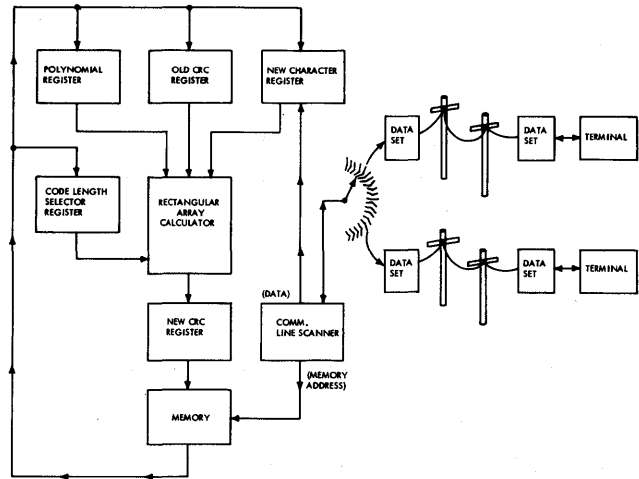 POLYNOMIAL
REGISTER
OLD CRC
REGISTER
NEW CHARACTER
REGISTER
DATA
SET
DATA
SET
TERMINAL
CODE LENGTH
SELECTOR
REGISTER
RECTANGULAR
ARRAY
CALCULATOR
DATA
SET
DATA
SET
TERMINAL
(DATA)
NEW CRC
REGISTER
COMM.
LINE SCANNER
(MEMORY
ADDRESS)
MEMORY